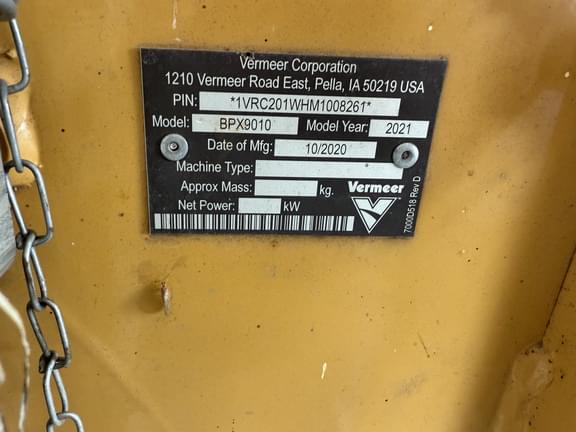 Vermeer Corporation
1210 Vermeer Road East, Pella, IA 50219 USA
PIN: *1VRC201WHM1008261*
Model: BPX9010 Model Year: 2021
Date of Mfg: 10/2020
Machine Type:
Approx Mass: kg.
Net Power: kW
Vermeer
7000D518 Rev D